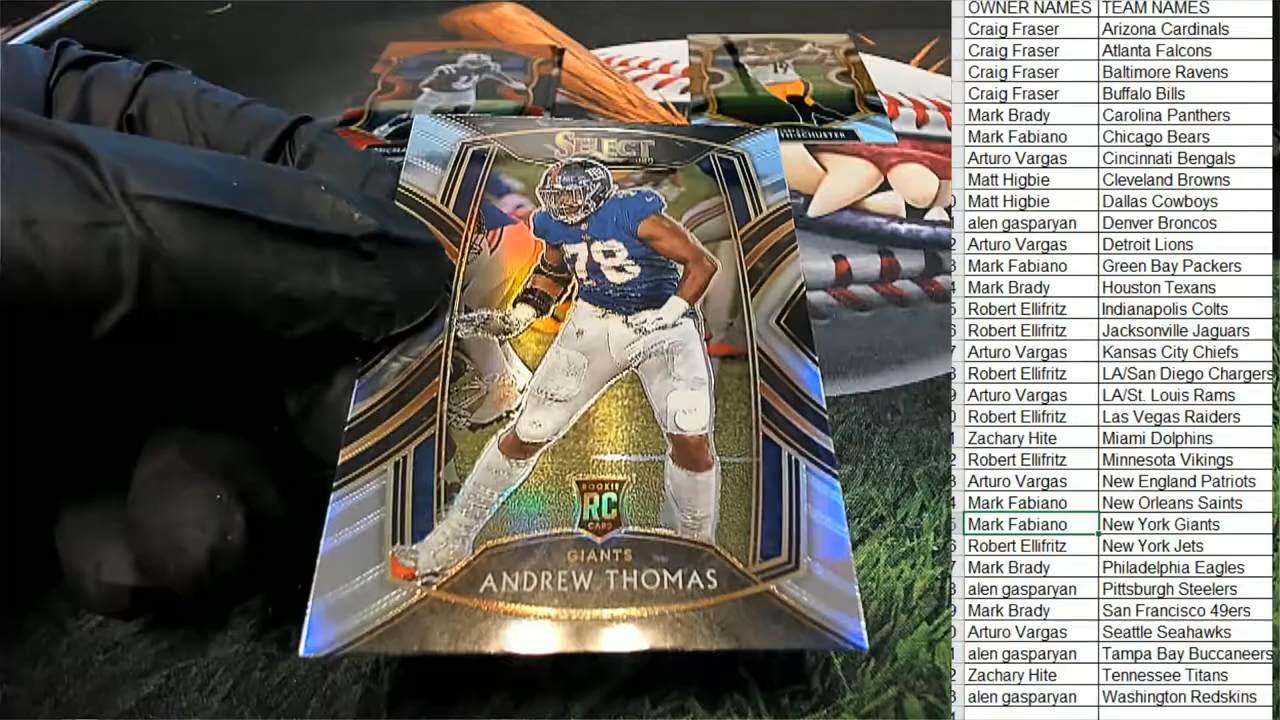 SELECT
78
ROOKIE
RC
CARD
GIANTS
ANDREW THOMAS
19
OWNER NAMES TEAM NAMES
Craig Fraser Arizona Cardinals
Craig Fraser Atlanta Falcons
Craig Fraser Baltimore Ravens
Craig Fraser Buffalo Bills
Mark Brady Carolina Panthers
Mark Fabiano Chicago Bears
Arturo Vargas Cincinnati Bengals
Matt Higbie Cleveland Browns
Matt Higbie Dallas Cowboys
alen gasparyan Denver Broncos
Arturo Vargas Detroit Lions
Mark Fabiano Green Bay Packers
Mark Brady Houston Texans
Robert Ellifritz Indianapolis Colts
Robert Ellifritz Jacksonville Jaguars
Arturo Vargas Kansas City Chiefs
Robert Ellifritz LA/San Diego Chargers
Arturo Vargas LA/St. Louis Rams
Robert Ellifritz Las Vegas Raiders
Zachary Hite Miami Dolphins
Robert Ellifritz Minnesota Vikings
Arturo Vargas New England Patriots
Mark Fabiano New Orleans Saints
Mark Fabiano New York Giants
Robert Ellifritz New York Jets
Mark Brady Philadelphia Eagles
alen gasparyan Pittsburgh Steelers
Mark Brady San Francisco 49ers
Arturo Vargas Seattle Seahawks
alen gasparyan Tampa Bay Buccaneers
Zachary Hite Tennessee Titans
alen gasparyan Washington Redskins